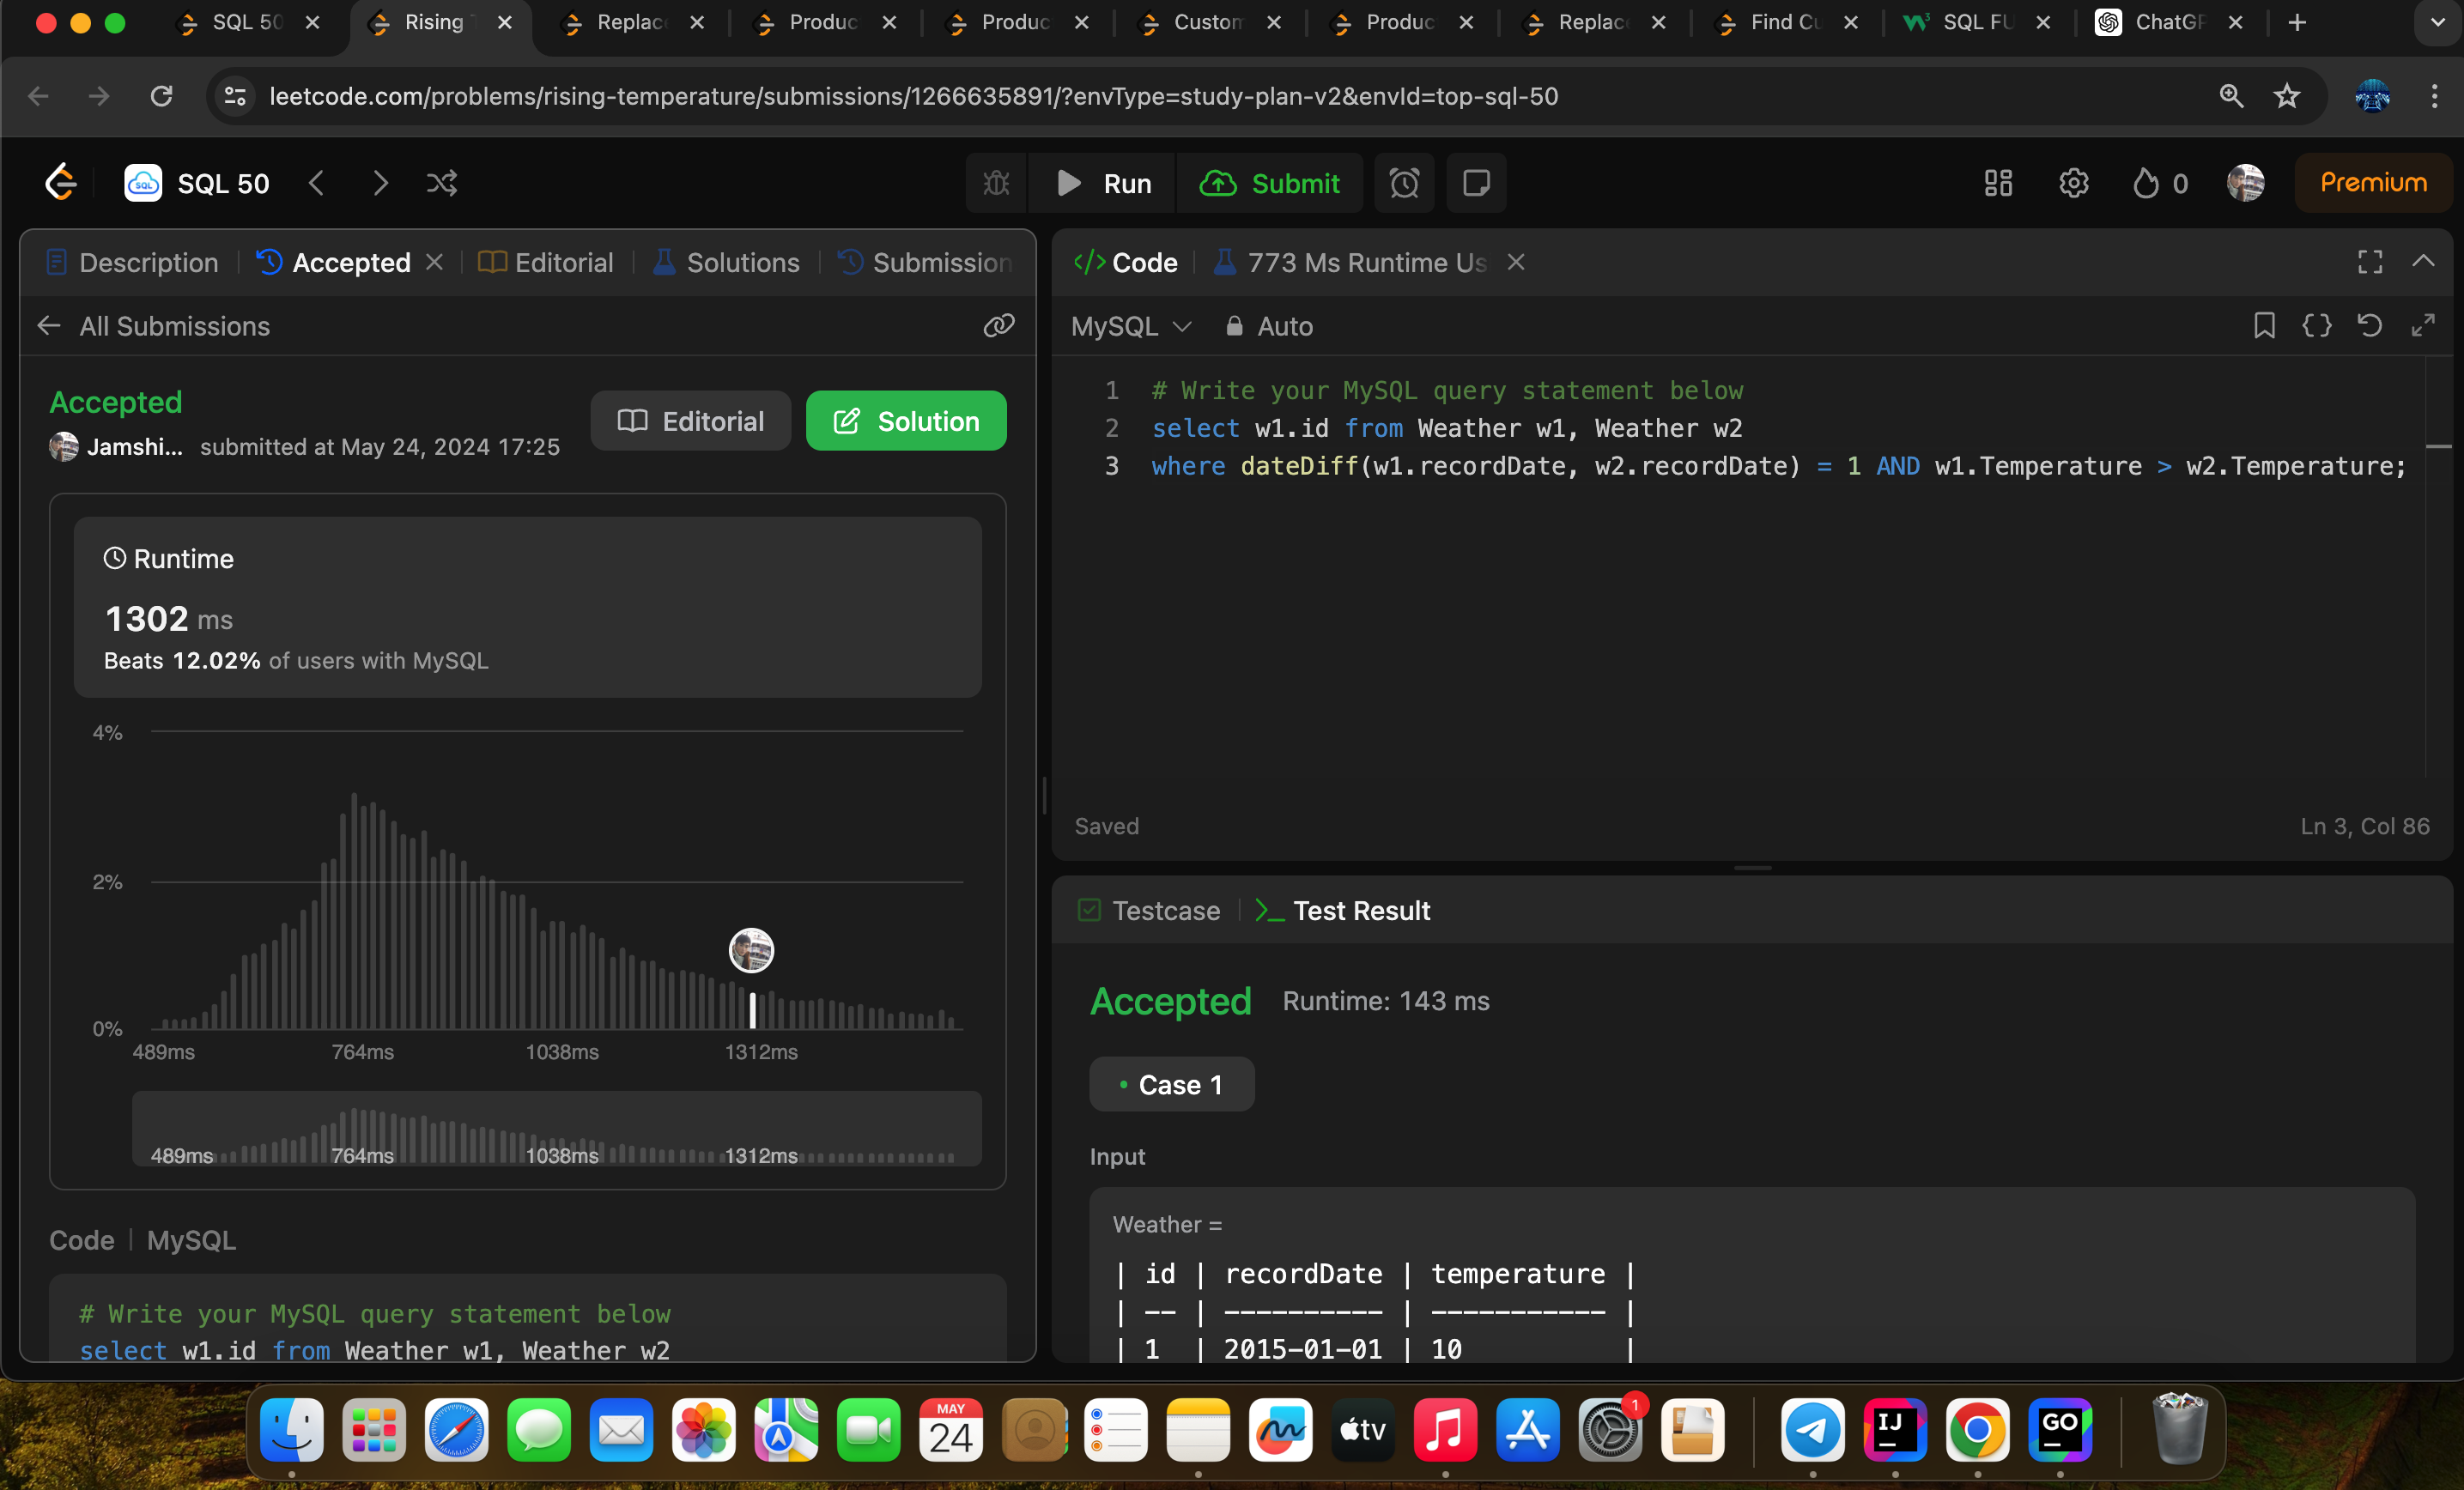 SQL 50
Rising
Replac
Produc
Produc
Custom
Produc
Replac
Find Cu
SQL FU
ChatGP
leetcode.com/problems/rising-temperature/submissions/1266635891/?envType=study-plan-v2&envId=top-sql-50
SQL 50
Run
Submit
0
Premium
Description
Accepted
Editorial
Solutions
Submission
All Submissions
Accepted
Jamshi... submitted at May 24, 2024 17:25
Editorial
Solution
Runtime
1302 ms
Beats 12.02% of users with MySQL
4%
2%
0%
489ms 764ms 1038ms 1312ms
489ms 764ms 1038ms 1312ms
Code | MySQL
# Write your MySQL query statement below
select w1.id from Weather w1, Weather w2
Code
773 Ms Runtime Us
MySQL
Auto
1 # Write your MySQL query statement below
2 select w1.id from Weather w1, Weather w2
3 where dateDiff(w1.recordDate, w2.recordDate) = 1 AND w1.Temperature > w2.Temperature;
Saved
Ln 3, Col 86
Testcase
Test Result
Accepted Runtime: 143 ms
• Case 1
Input
Weather =
| id | recordDate | temperature |
| -- | ---------- | ----------- |
| 1 | 2015-01-01 | 10 |
SQL
MAY
24
tv
1
IJ
GO